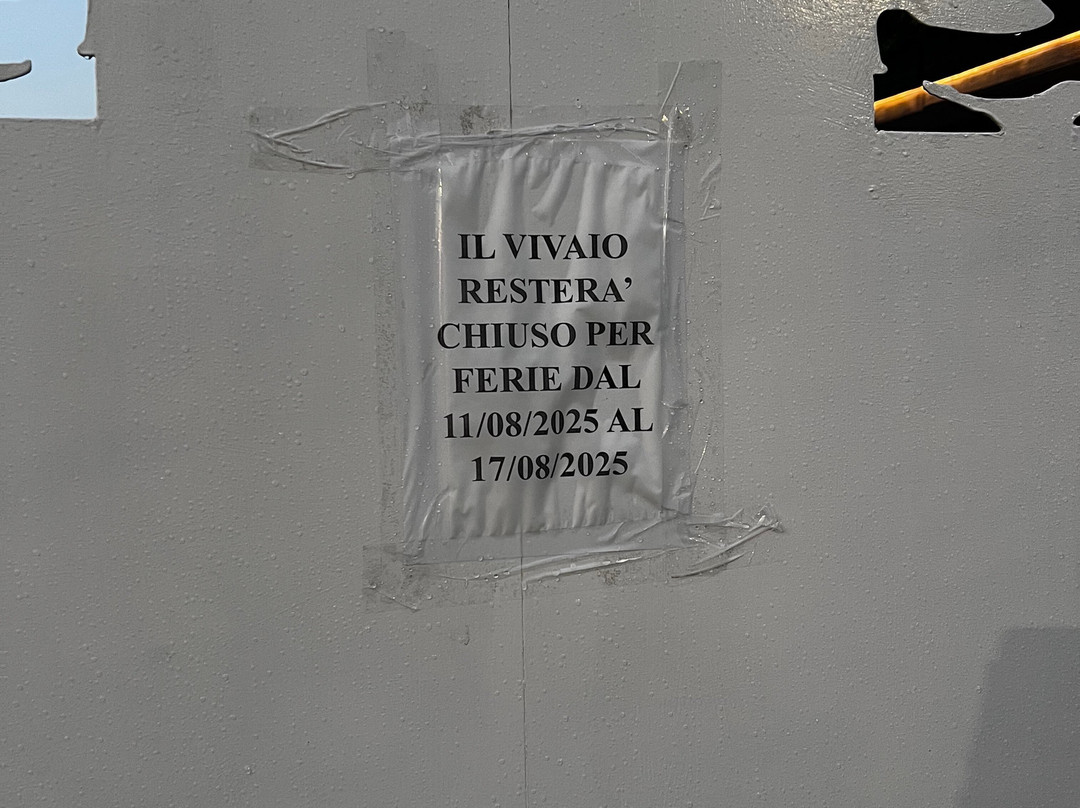 IL VIVAIO
RESTERA’
CHIUSO PER
FERIE DAL
11/08/2025 AL
17/08/2025